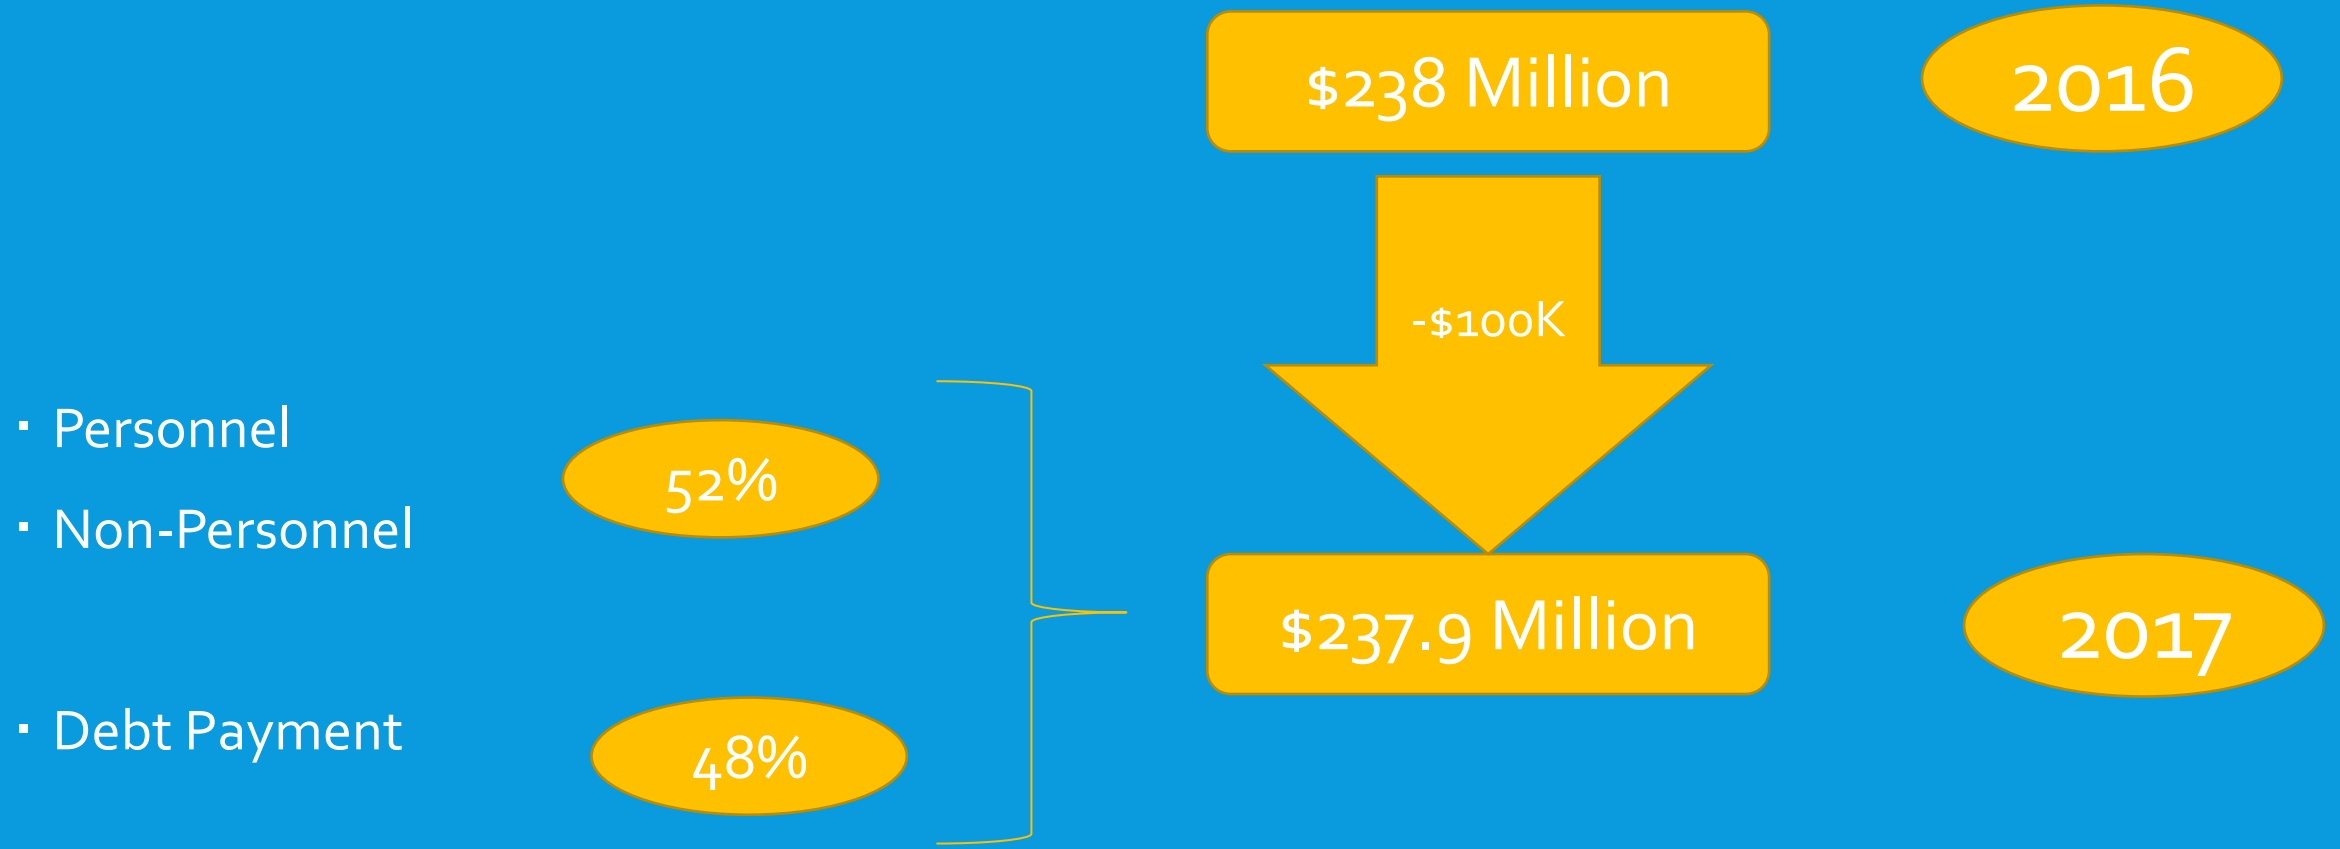 $238 Million
2016
-$100K
▪ Personnel
52%
▪ Non-Personnel
$237.9 Million
2017
▪ Debt Payment
48%